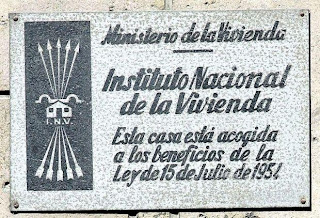 Ministerio de la Vivienda
Instituto Nacional
de la Vivienda
Esta casa está acogida
a los beneficios de la
Ley de 15 de Julio de 1954
I.N.V.